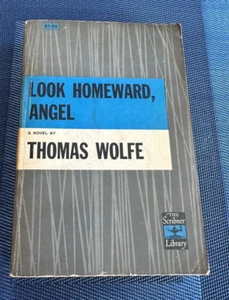 LOOK HOMEWARD,
ANGEL
A NOVEL BY
THOMAS WOLFE
THE
Scribner
Library